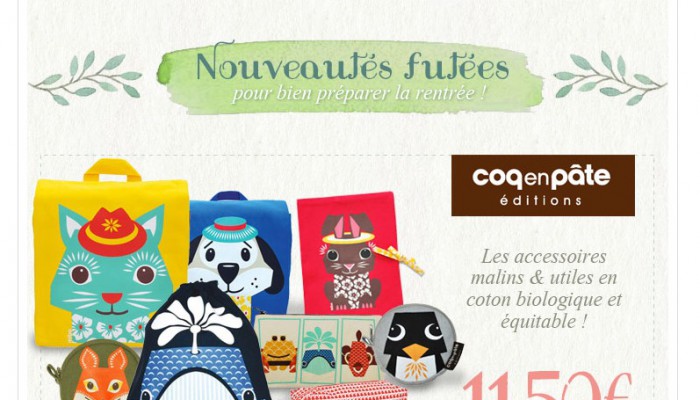 Nouveautés futées
pour bien préparer la rentrée !
coqenpâte
éditions
Les accessoires
malins & utiles en
coton biologique et
équitable !